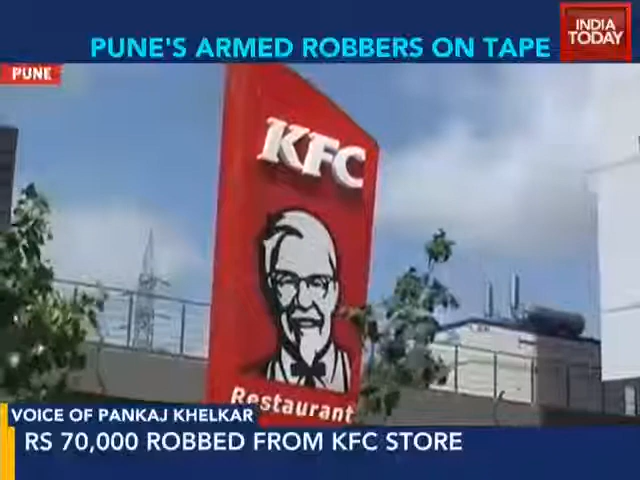 PUNE'S ARMED ROBBERS ON TAPE
INDIA
TODAY
PUNE
KFC
Restaurant
VOICE OF PANKAJ KHELKAR
RS 70,000 ROBBED FROM KFC STORE